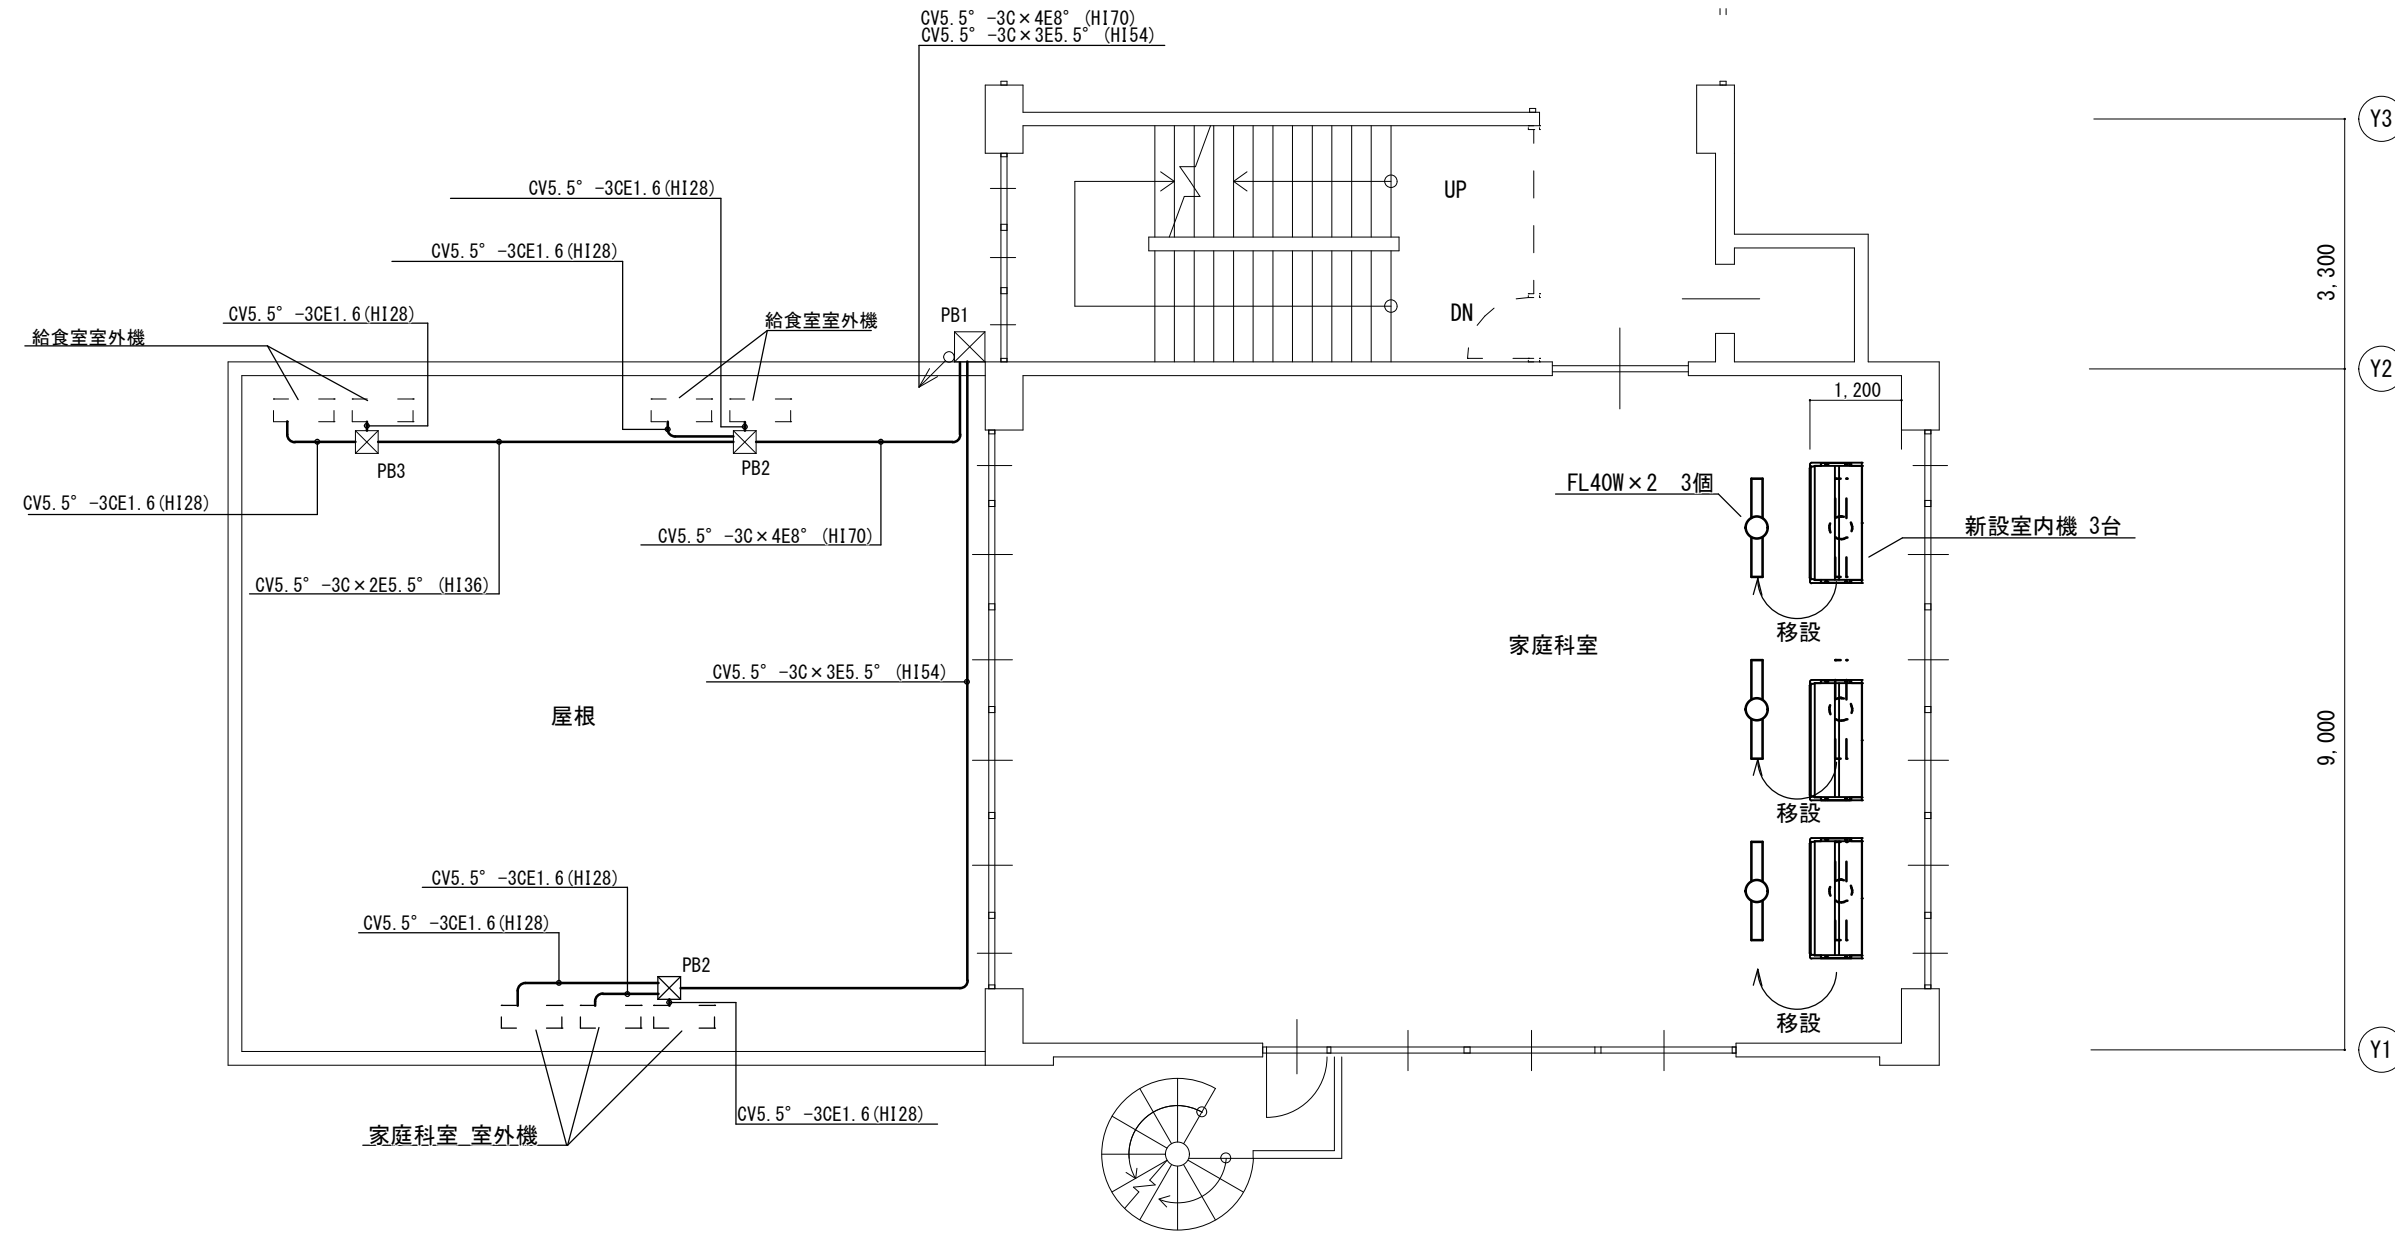 CV5.5° -3C×4E8° (HI70)
CV5.5° -3C×3E5.5° (HI54)
Y3
CV5.5° -3CE1.6(HI28)
UP
CV5.5° -3CE1.6(HI28)
3,300
CV5.5° -3CE1.6(HI28)
給食室室外機
PB1
DN
給食室室外機
Y2
1,200
PB3
PB2
FL40W×2 3個
CV5.5° -3CE1.6(HI28)
新設室内機 3台
CV5.5° -3C×4E8° (HI70)
CV5.5° -3C×2E5.5° (HI36)
移設
家庭科室
CV5.5° -3C×3E5.5° (HI54)
屋根
9,000
移設
CV5.5° -3CE1.6(HI28)
CV5.5° -3CE1.6(HI28)
PB2
移設
Y1
CV5.5° -3CE1.6(HI28)
家庭科室 室外機